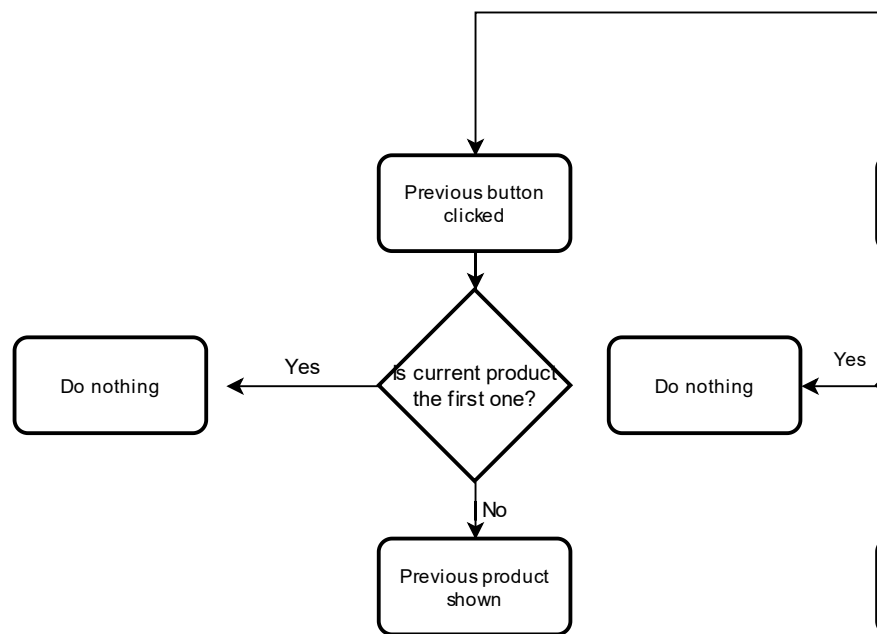 Previous button
clicked
Yes
Is current product
the first one?
Do nothing
Do nothing
Yes
No
Previous product
shown